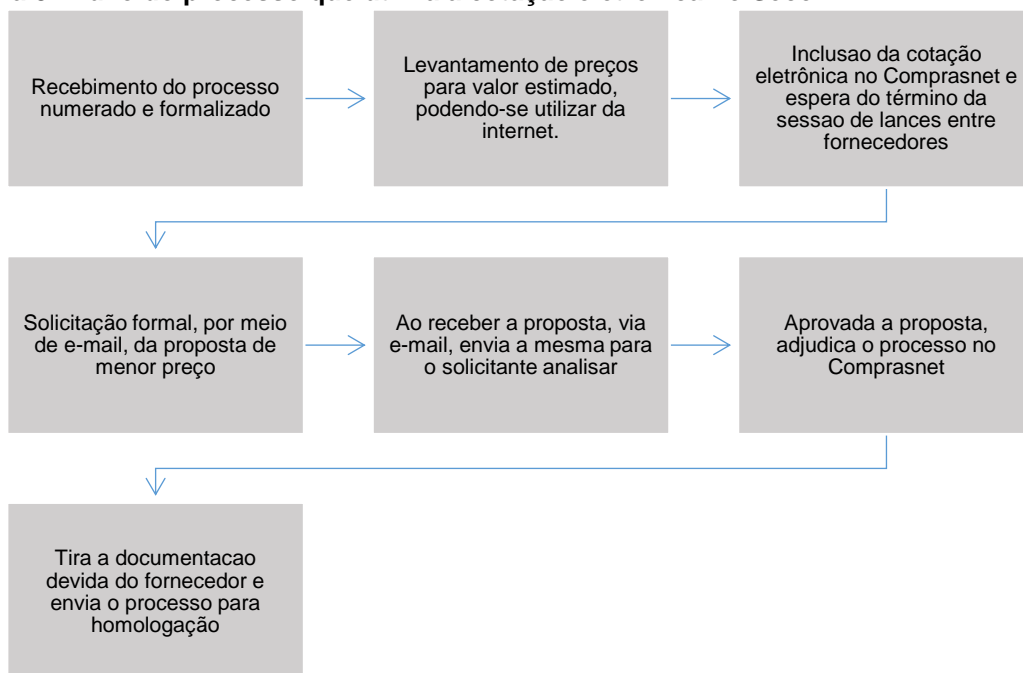 Recebimento do processo
numerado e formalizado
Levantamento de preços
para valor estimado,
podendo-se utilizar da
internet.
Inclusao da cotação
eletrônica no Comprasnet e
espera do término da
sessao de lances entre
fornecedores
Solicitação formal, por meio
de e-mail, da proposta de
menor preço
Ao receber a proposta, via
e-mail, envia a mesma para
o solicitante analisar
Aprovada a proposta,
adjudica o processo no
Comprasnet
Tira a documentacao
devida do fornecedor e
envia o processo para
homologação